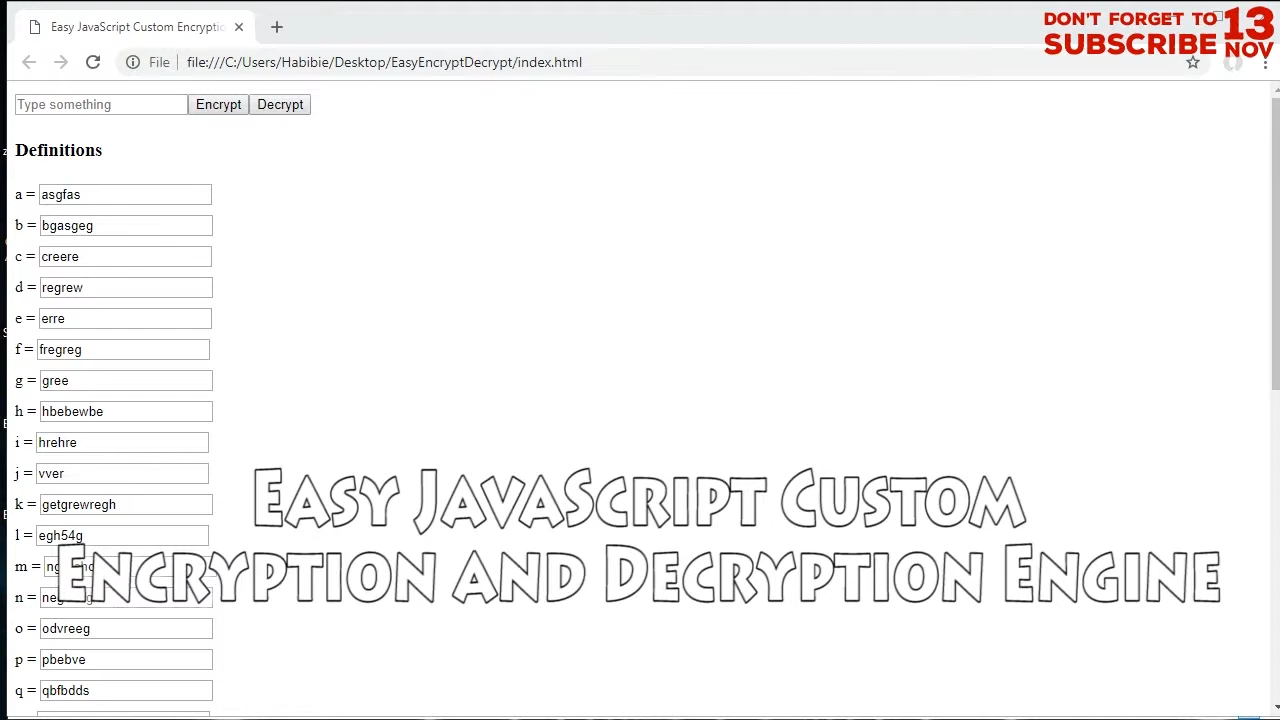 Easy JavaScript Custom Encryptic
DON'T FORGET TO
SUBSCRIBE
13
NOV
File
file:///C:/Users/Habibie/Desktop/EasyEncryptDecrypt/index.html
Type something Encrypt Decrypt
Definitions
a = asgfas
b = bgasgeg
c = creere
d = regrew
e = erre
f = fregreg
g = gree
h = hbebewbe
i = hrehre
j = vver
k = getgrewregh
l = egh54g
m =
n =
o = odvreeg
p = pbebve
q = qbfbdds
Easy JavaScript Custom
Encryption and Decryption Engine